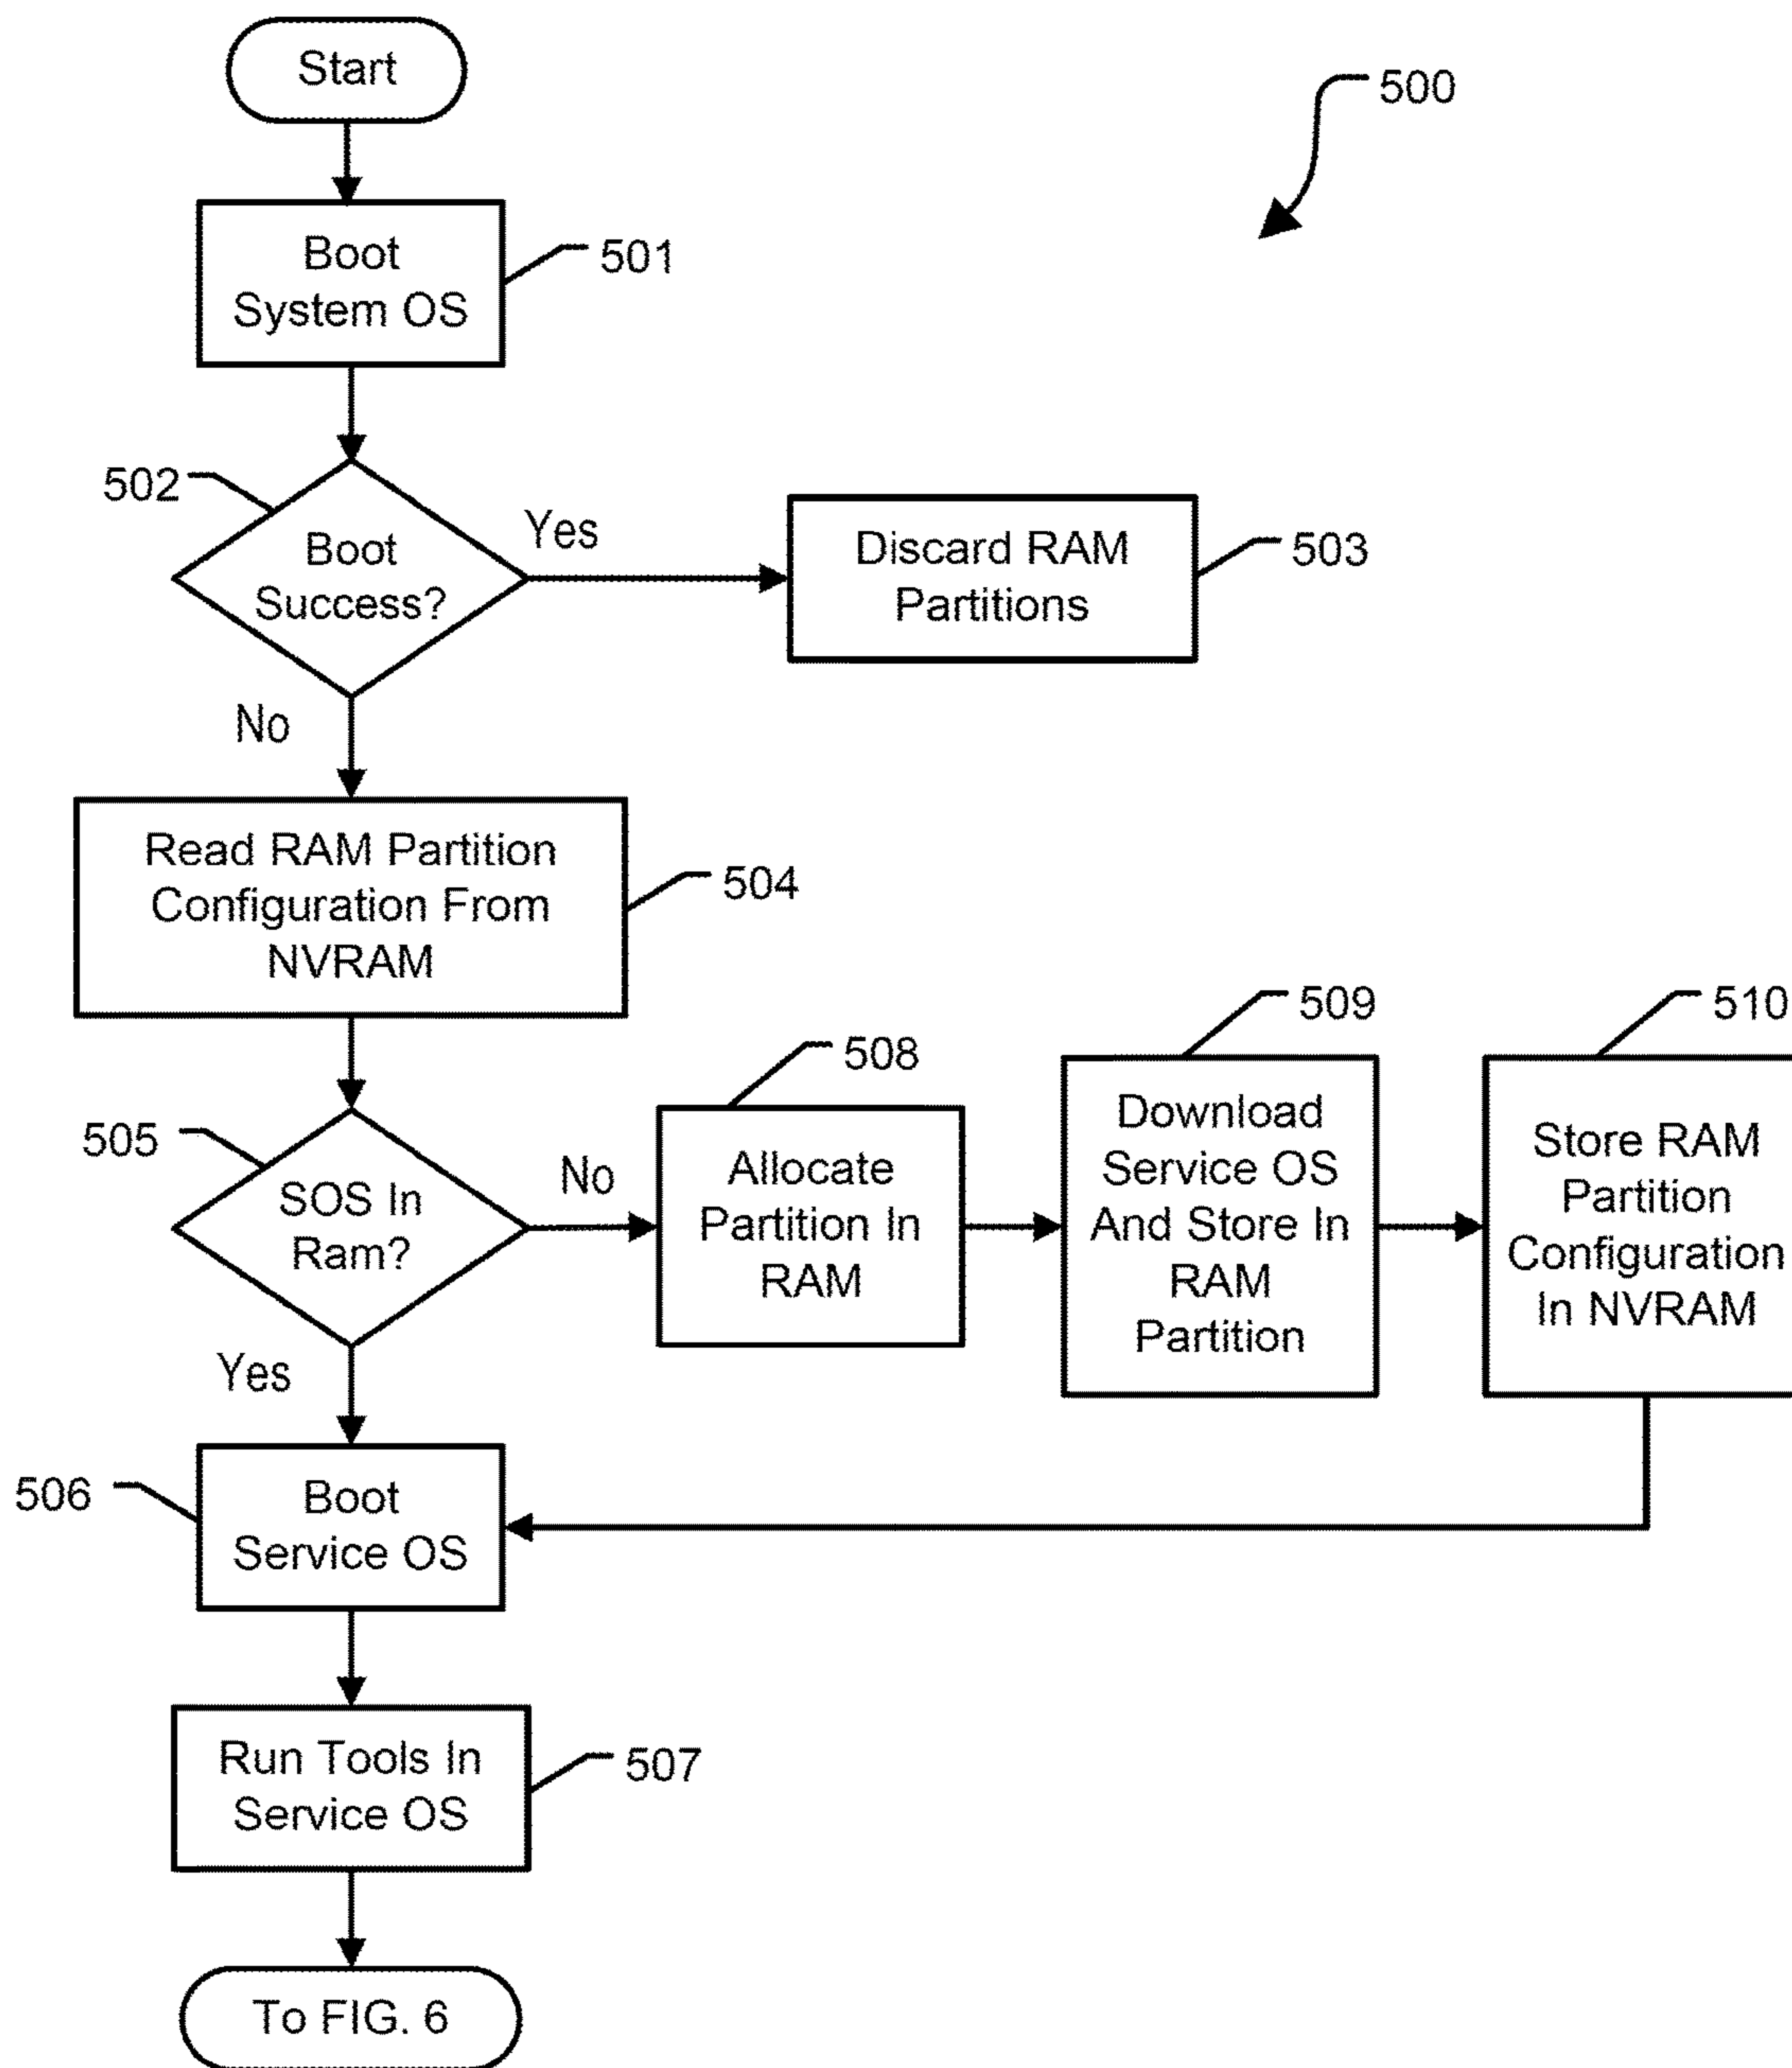 Start
500
Boot
System OS
501
502
Boot
Success?
Yes
Discard RAM
Partitions
503
No
Read RAM Partition
Configuration From
NVRAM
504
505
SOS In
Ram?
No
508
Allocate
Partition In
RAM
509
Download
Service OS
And Store In
RAM
Partition
510
Store RAM
Partition
Configuration
In NVRAM
Yes
506
Boot
Service OS
Run Tools In
Service OS
507
To FIG. 6